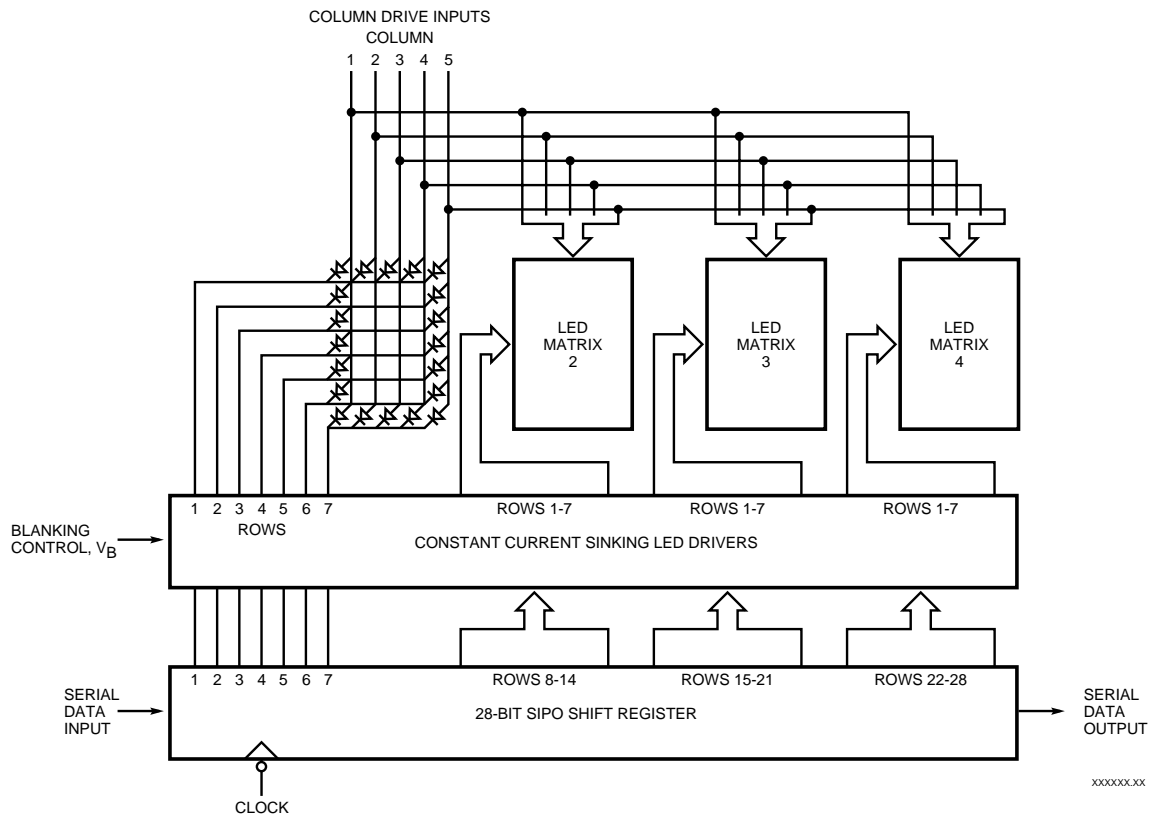 COLUMN DRIVE INPUTS
COLUMN
1 2 3 4 5
LED
MATRIX
2
LED
MATRIX
3
LED
MATRIX
4
1 2 3 4 5 6 7
ROWS
ROWS 1-7
ROWS 1-7
ROWS 1-7
BLANKING
CONTROL, VB
CONSTANT CURRENT SINKING LED DRIVERS
1 2 3 4 5 6 7
ROWS 8-14
ROWS 15-21
ROWS 22-28
SERIAL
DATA
INPUT
28-BIT SIPO SHIFT REGISTER
SERIAL
DATA
OUTPUT
CLOCK
xxxxxx.xx